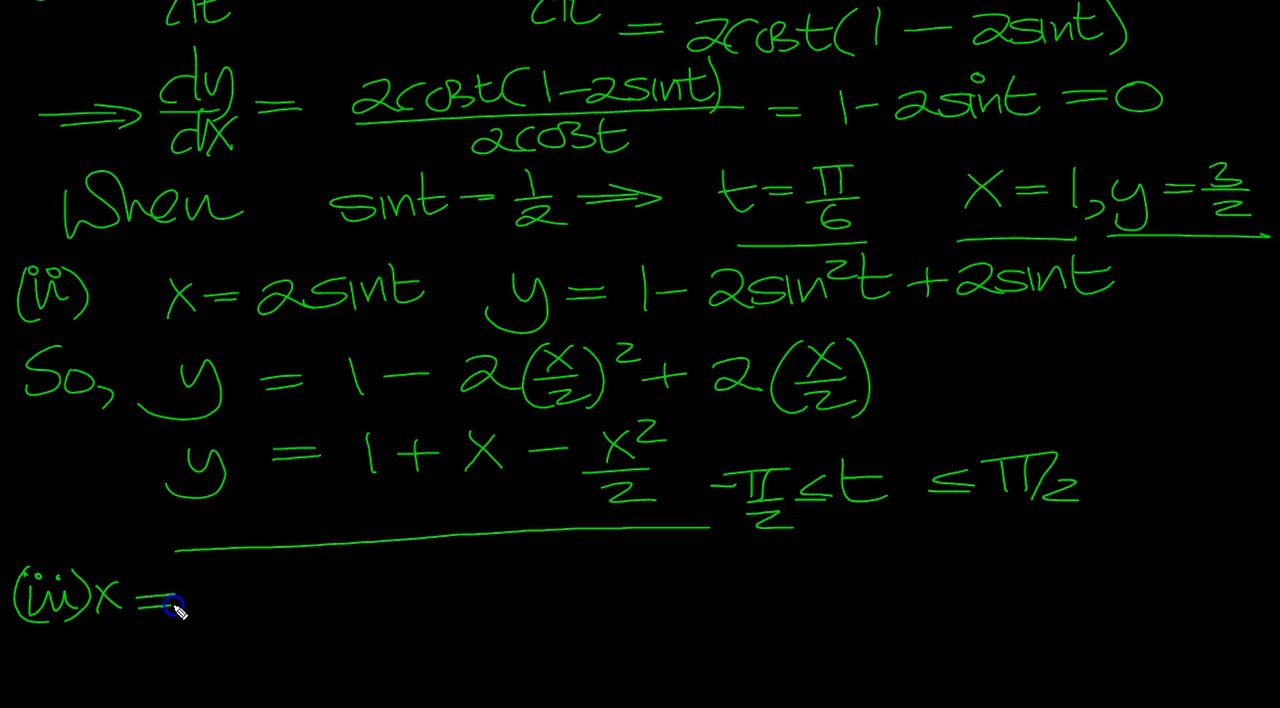 dt dt = 2cost(1 - 2sint)
⟹ dy/dx = 2cost(1-2sint)/2cost = 1 - 2sint = 0
When sint = 1/2 ⟹ t = π/6 x = 1, y = 3/2
(ii) x = 2sint y = 1 - 2sin²t + 2sint
So, y = 1 - 2(x/2)² + 2(x/2)
y = 1 + x - x²/2 -π/2 ≤ t ≤ π/2
(iii) x =